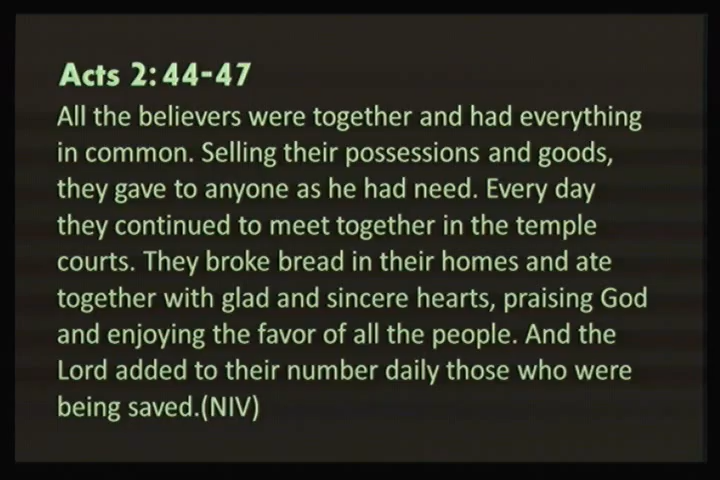 Acts 2:44-47
All the believers were together and had everything
in common. Selling their possessions and goods,
they gave to anyone as he had need. Every day
they continued to meet together in the temple
courts. They broke bread in their homes and ate
together with glad and sincere hearts, praising God
and enjoying the favor of all the people. And the
Lord added to their number daily those who were
being saved.(NIV)